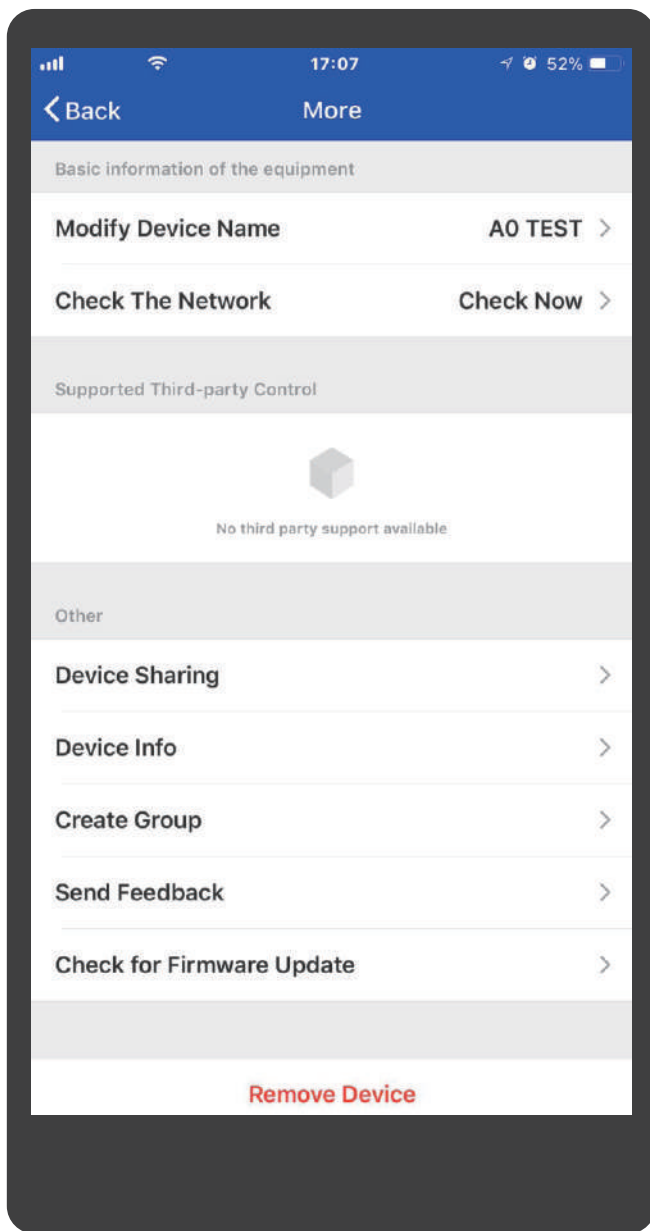 17:07
52%
Back
More
Basic information of the equipment
Modify Device Name
A0 TEST
Check The Network
Check Now
Supported Third-party Control
No third party support available
Other
Device Sharing
Device Info
Create Group
Send Feedback
Check for Firmware Update
Remove Device